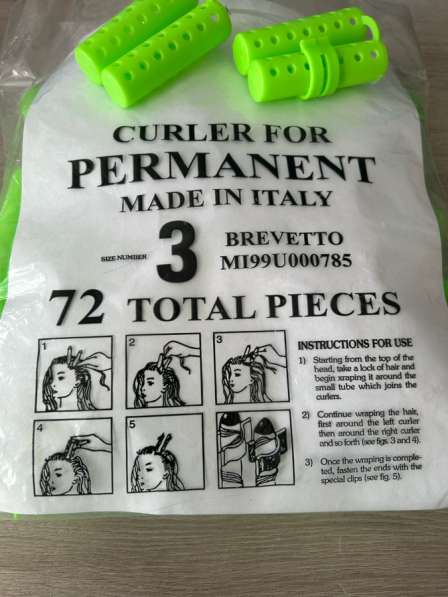 CURLER FOR
PERMANENT
MADE IN ITALY
SIZE NUMBER 3 BREVETTO
MI99U000785
72 TOTAL PIECES
1 2 3
4 5
INSTRUCTIONS FOR USE
1) Starting from the top of the
head, take a lock of hair and
begin xraping it around the
small tube which joins the
curlers.
2) Continue wraping the hair,
first around the left curler
then around the right curler
and so forth (see figs. 3 and 4).
3) Once the wraping is comple-
ted, fasten the ends with the
special clips (see fig. 5).